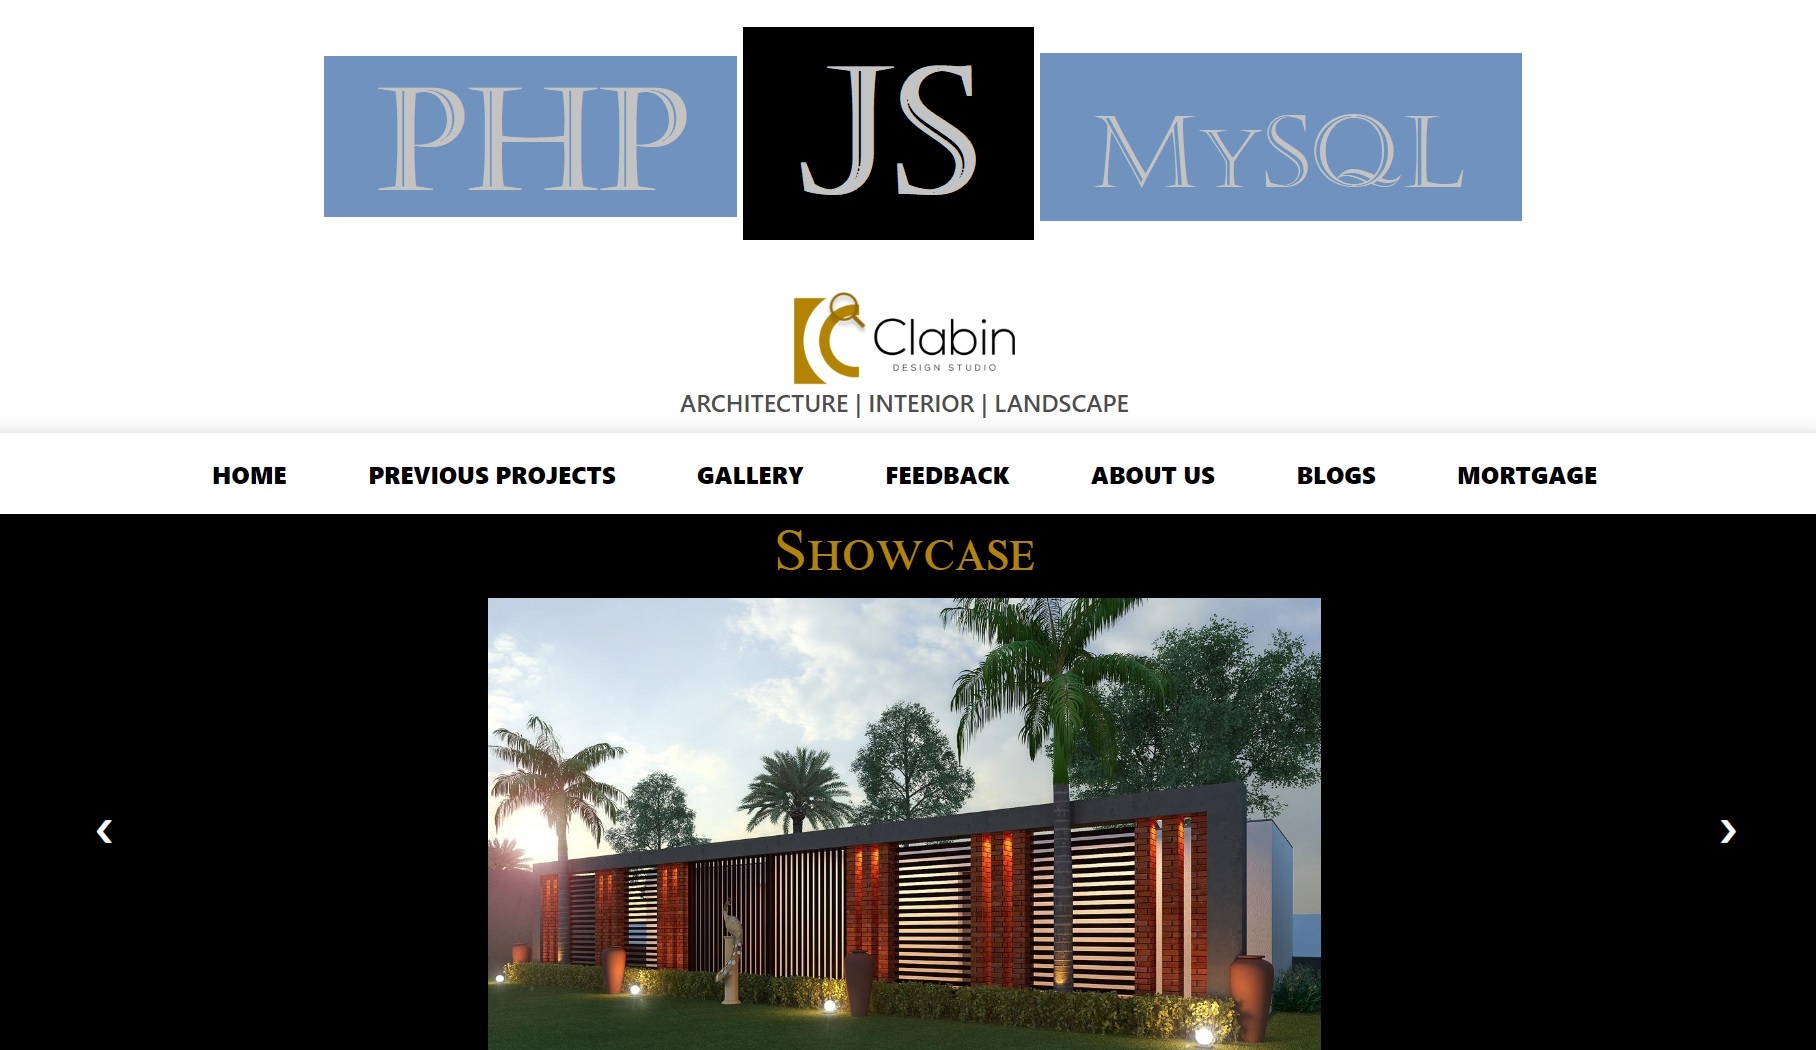 PHP JS MySQL
Clabin
DESIGN STUDIO
ARCHITECTURE | INTERIOR | LANDSCAPE
HOME PREVIOUS PROJECTS GALLERY FEEDBACK ABOUT US BLOGS MORTGAGE
Showcase
❮ ❯